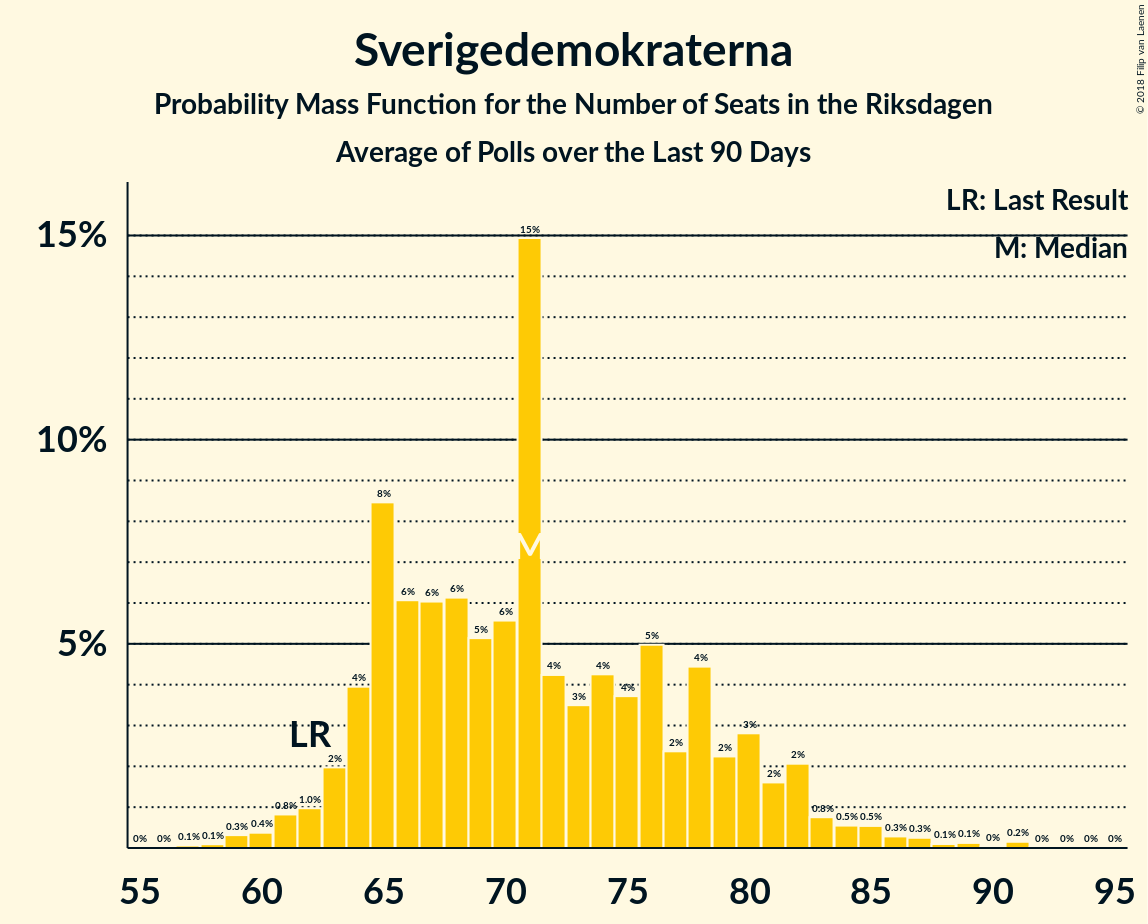 Sverigedemokraterna
Probability Mass Function for the Number of Seats in the Riksdagen
Average of Polls over the Last 90 Days
© 2018 Filip van Laenen
LR: Last Result
M: Median
15%
10%
5%
0% 0% 0.1% 0.1% 0.3% 0.4% 0.8% 1.0% 2% 4% 8% 6% 6% 6% 5% 6% 15% 4% 3% 4% 4% 5% 2% 4% 2% 3% 2% 2% 0.8% 0.5% 0.5% 0.3% 0.3% 0.1% 0.1% 0% 0.2% 0% 0% 0% 0%
LR
M
55 60 65 70 75 80 85 90 95